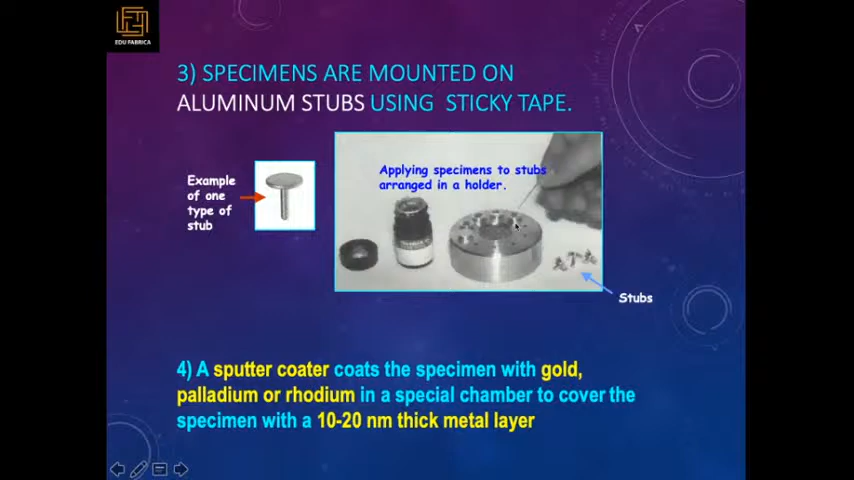 EDU FABRICA
3) SPECIMENS ARE MOUNTED ON
ALUMINUM STUBS USING STICKY TAPE.
Example
of one
type of
stub
Applying specimens to stubs
arranged in a holder.
Stubs
4) A sputter coater coats the specimen with gold,
palladium or rhodium in a special chamber to cover the
specimen with a 10-20 nm thick metal layer